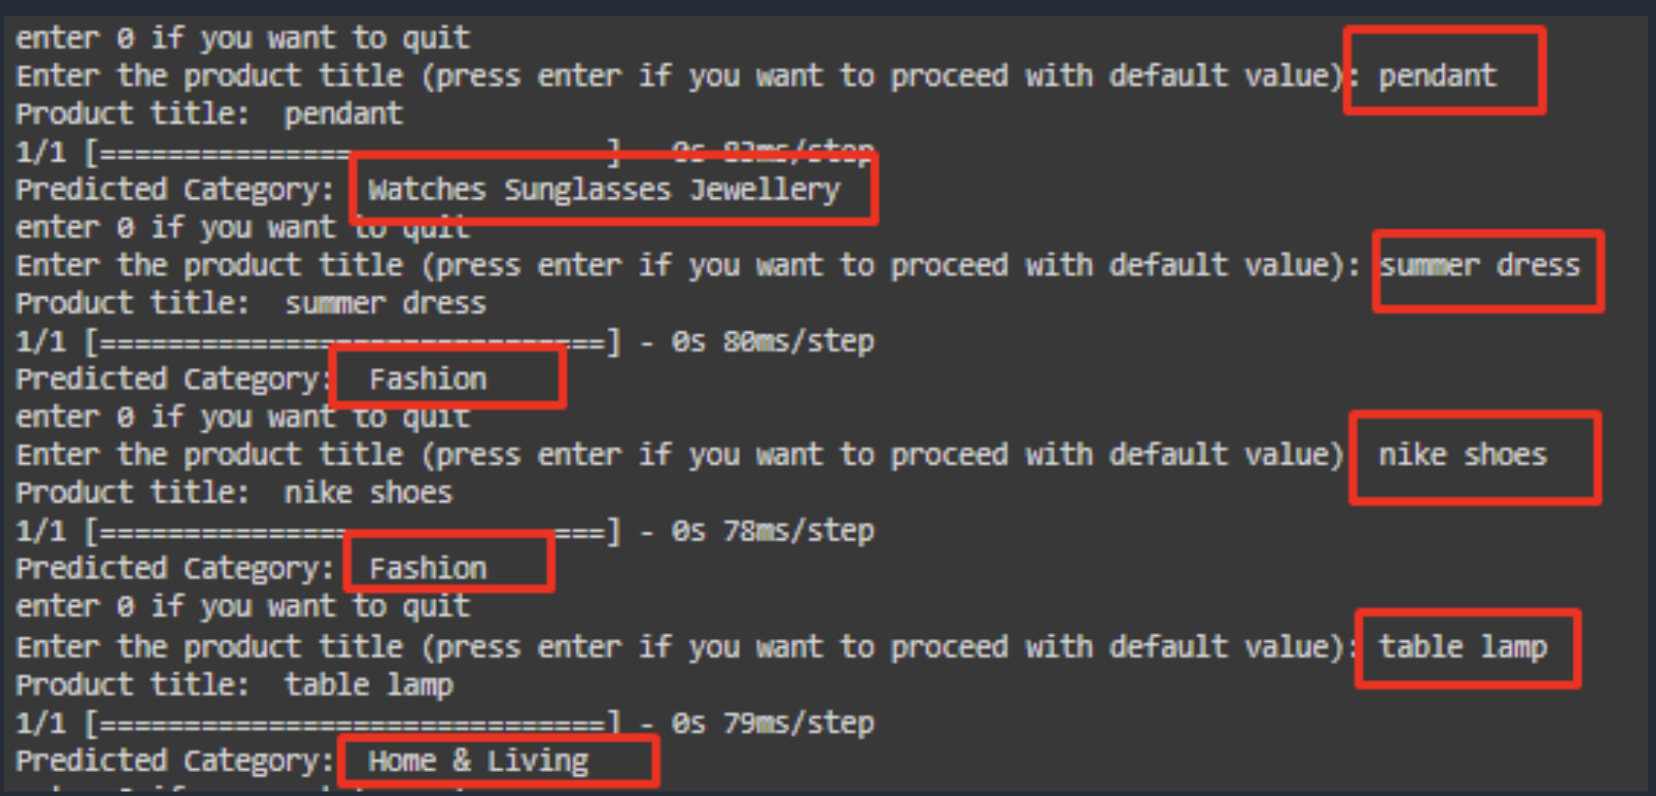 enter 0 if you want to quit
Enter the product title (press enter if you want to proceed with default value): pendant
Product title:  pendant
1/1 [=============== ] - 0s 83ms/step
Predicted Category:  Watches Sunglasses Jewellery
enter 0 if you want to quit
Enter the product title (press enter if you want to proceed with default value): summer dress
Product title:  summer dress
1/1 [==============================] - 0s 80ms/step
Predicted Category:  Fashion
enter 0 if you want to quit
Enter the product title (press enter if you want to proceed with default value) nike shoes
Product title:  nike shoes
1/1 [=============== ===] - 0s 78ms/step
Predicted Category:  Fashion
enter 0 if you want to quit
Enter the product title (press enter if you want to proceed with default value): table lamp
Product title:  table lamp
1/1 [==============================] - 0s 79ms/step
Predicted Category:  Home & Living